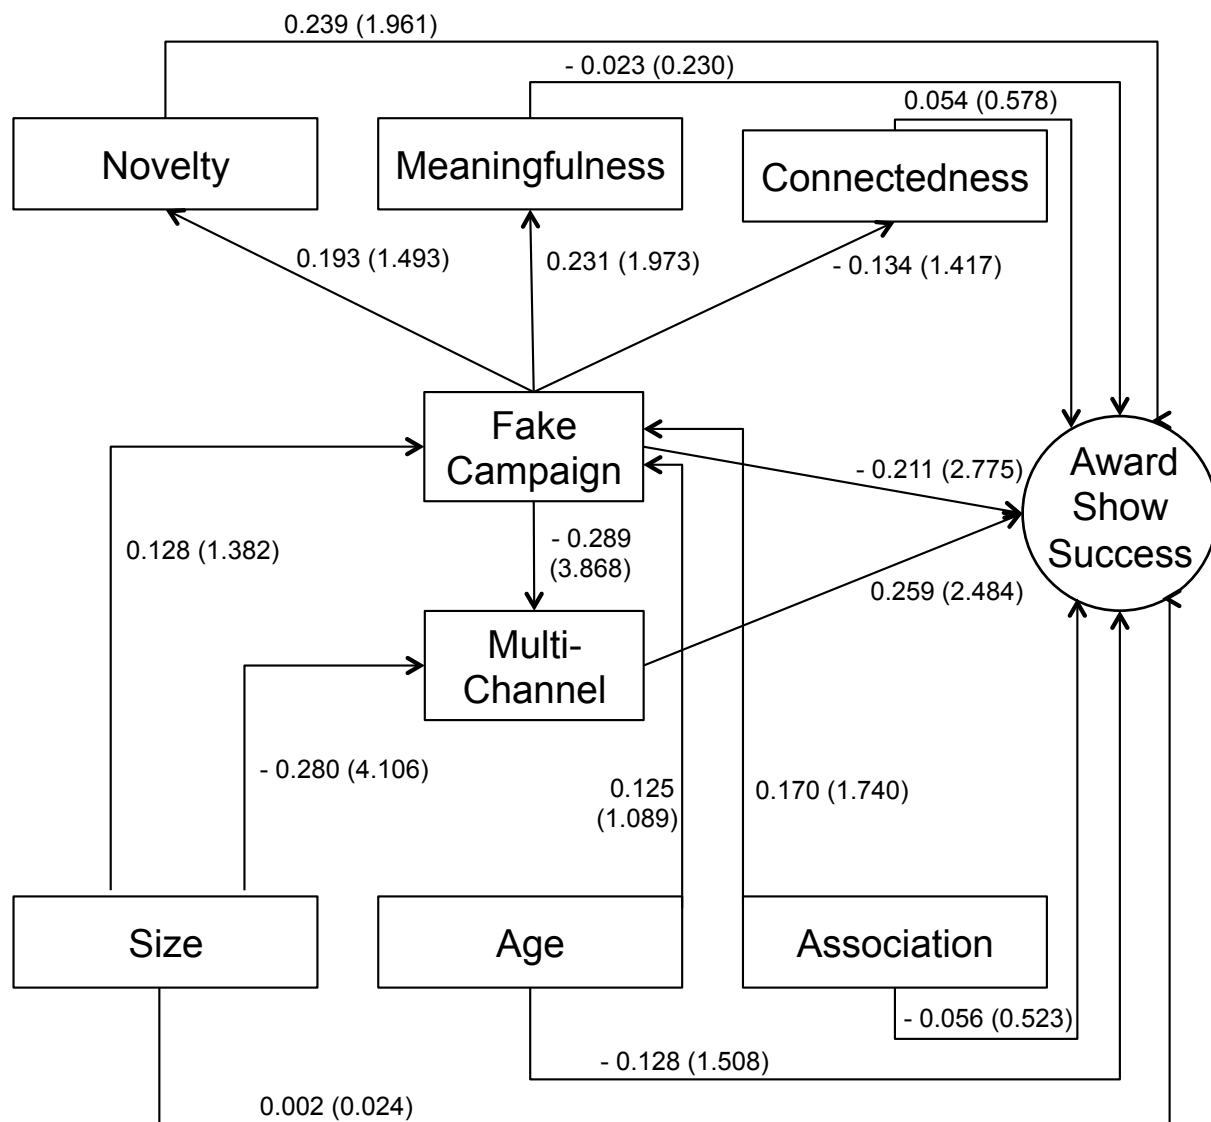 0.239 (1.961)
- 0.023 (0.230)
0.054 (0.578)
Novelty
Meaningfulness
Connectedness
0.193 (1.493)
0.231 (1.973)
- 0.134 (1.417)
Fake
Campaign
- 0.211 (2.775)
Award
Show
Success
0.128 (1.382)
- 0.289
(3.868)
0.259 (2.484)
Multi-
Channel
- 0.280 (4.106)
0.125
(1.089)
0.170 (1.740)
Size
Age
Association
- 0.056 (0.523)
- 0.128 (1.508)
0.002 (0.024)